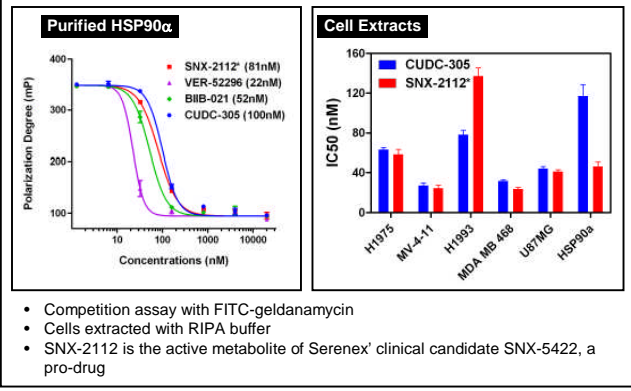 Purified HSP90α
Cell Extracts
Polarization Degree (mP)
400
300
200
100
10
100
1000
10000
Concentrations (nM)
SNX-2112* (81nM)
VER-52296 (22nM)
BIIB-021 (52nM)
CUDC-305 (100nM)
IC50 (nM)
160
120
80
40
0
CUDC-305
SNX-2112*
H1975
MV-4-11
H1993
MDA MB 468
U87MG
HSP90a
• Competition assay with FITC-geldanamycin
• Cells extracted with RIPA buffer
• SNX-2112 is the active metabolite of Serenex' clinical candidate SNX-5422, a
pro-drug